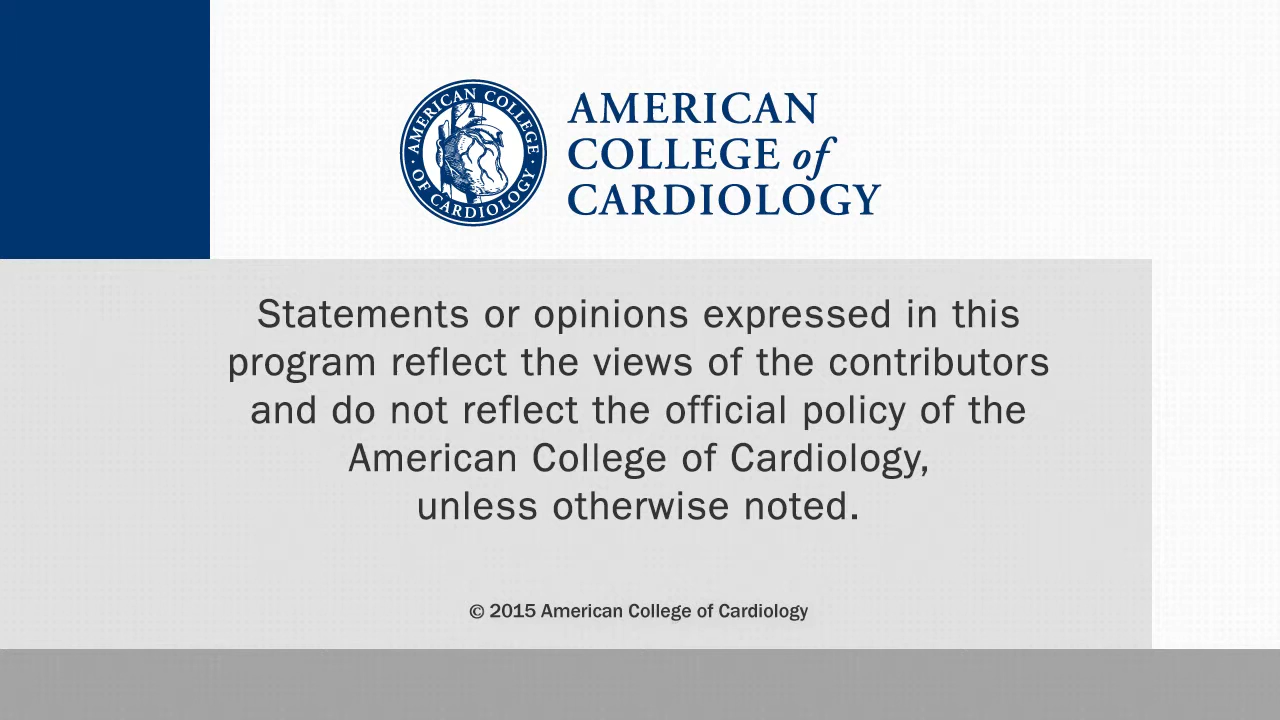 AMERICAN COLLEGE
OF CARDIOLOGY
AMERICAN
COLLEGE of
CARDIOLOGY
Statements or opinions expressed in this
program reflect the views of the contributors
and do not reflect the official policy of the
American College of Cardiology,
unless otherwise noted.
© 2015 American College of Cardiology